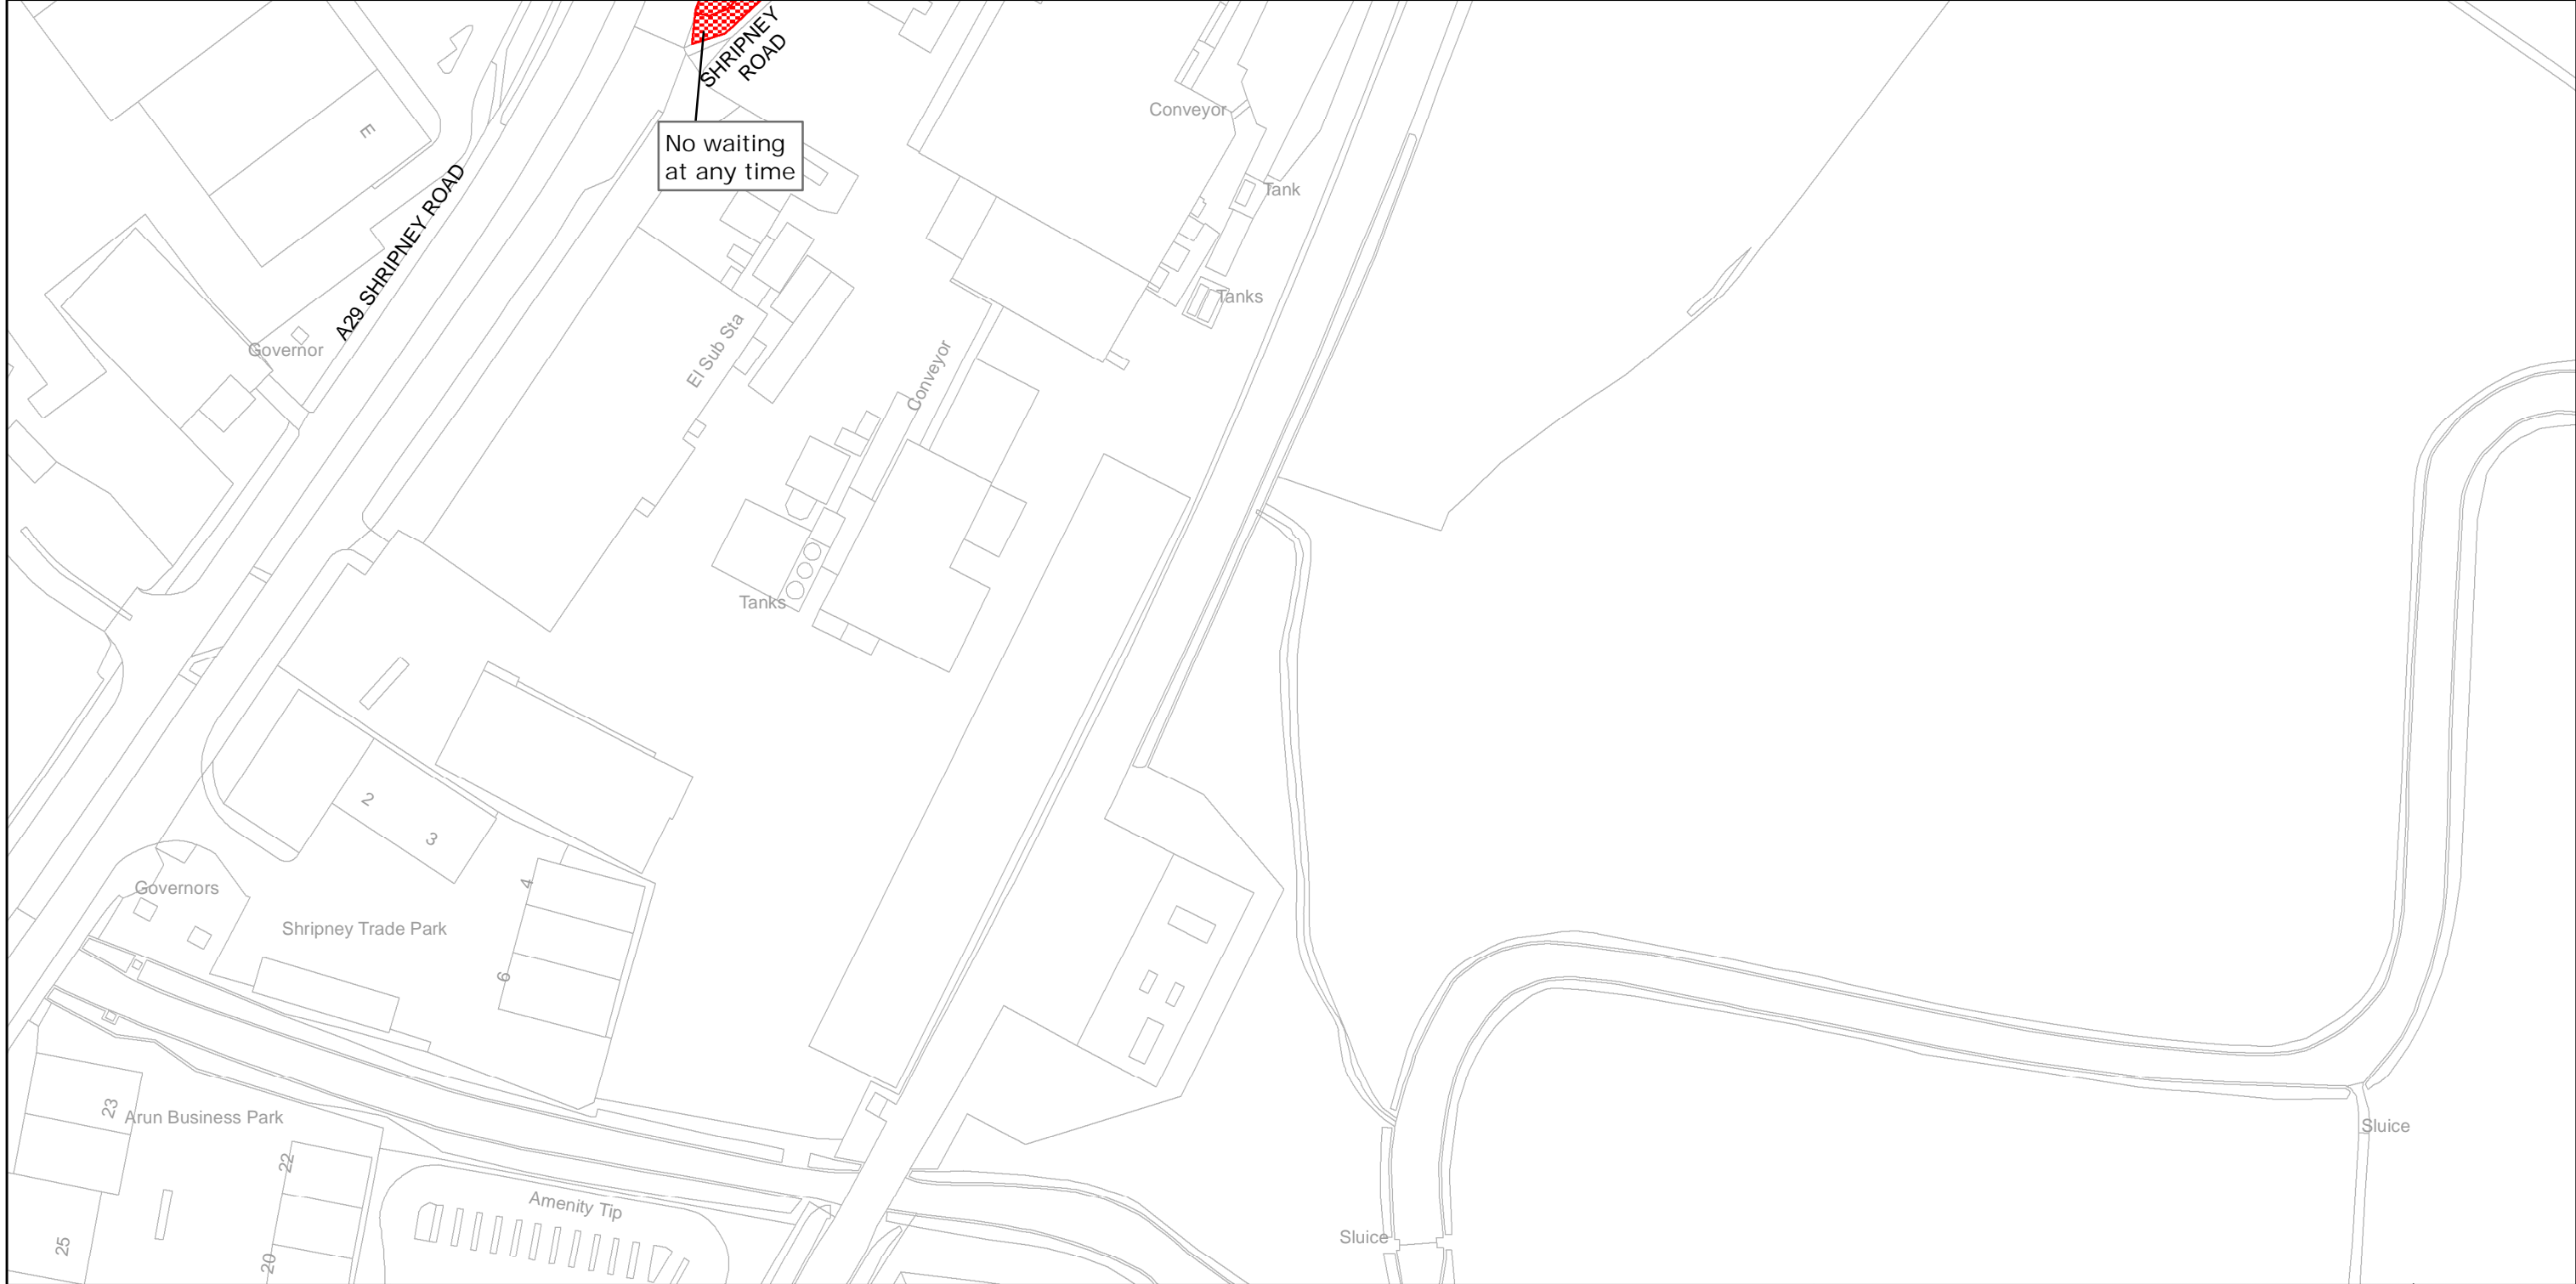 SHRIPNEY
ROAD
No waiting
at any time
Conveyor
E
Tank
A29 SHRIPNEY ROAD
Tanks
Governor
El Sub Sta
Conveyor
Tanks
2
3
4
Governors
Shripney Trade Park
6
23
Arun Business Park
Sluice
22
Amenity Tip
Sluice
25
20